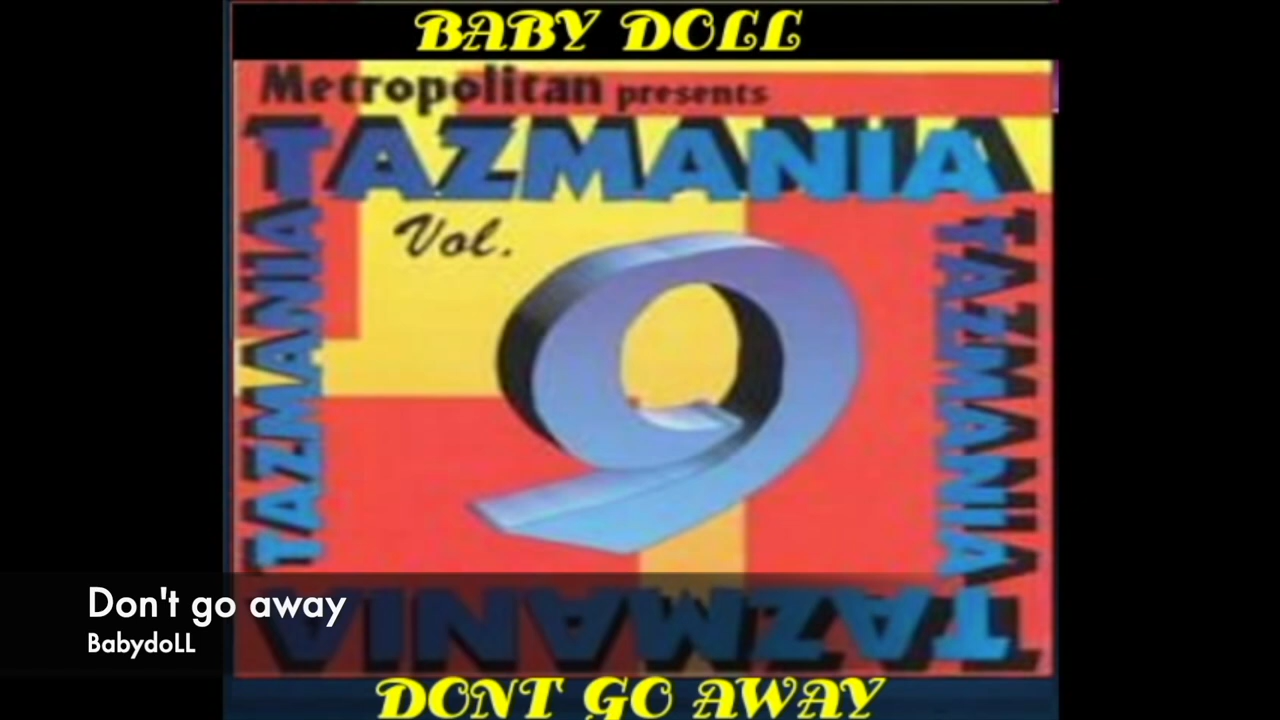 BABY DOLL
Metropolitan presents
TAZMANIA
Vol.
9
TAZMANIA
TAZMANIA
TAZMANIA
Don't go away
BabydoLL
DONT GO AWAY